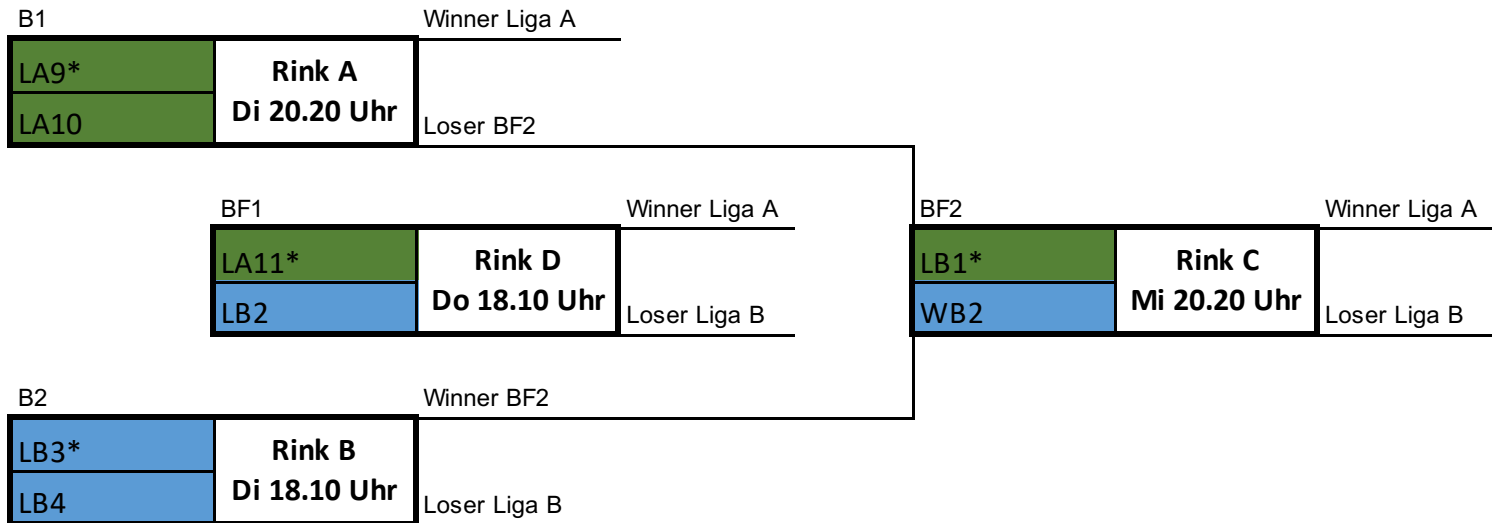 B1
Winner Liga A
LA9*
Rink A
LA10
Di 20.20 Uhr
Loser BF2
BF1
Winner Liga A
BF2
Winner Liga A
LA11*
Rink D
LB1*
Rink C
LB2
Do 18.10 Uhr
Loser Liga B
WB2
Mi 20.20 Uhr
Loser Liga B
B2
Winner BF2
LB3*
Rink B
LB4
Di 18.10 Uhr
Loser Liga B